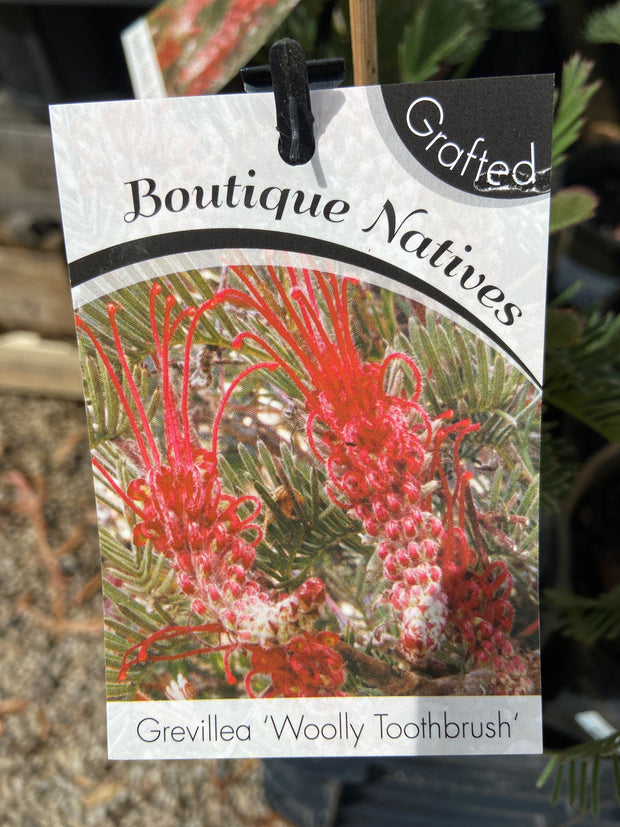 Grafted
Boutique Natives
Grevillea 'Woolly Toothbrush'